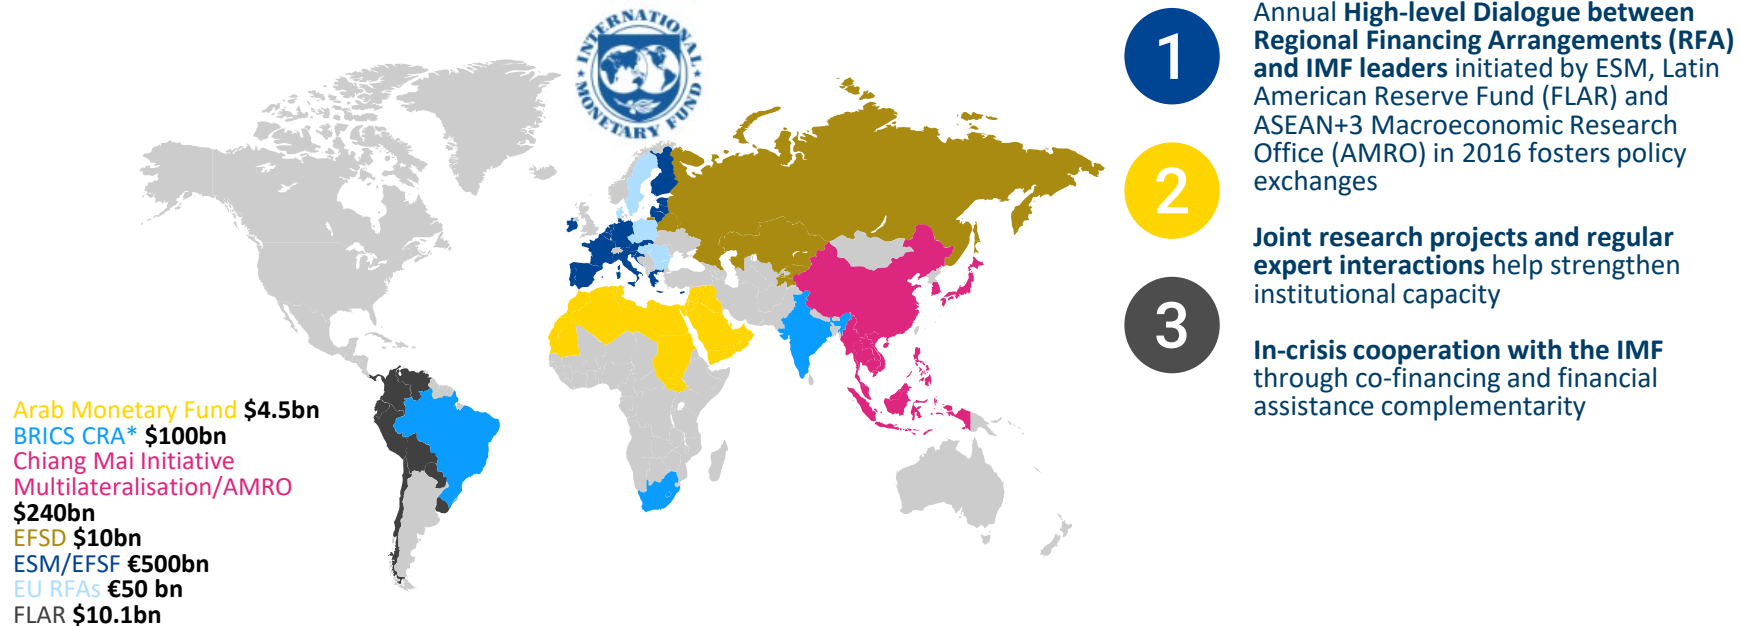 INTERNATIONAL MONETARY FUND
Arab Monetary Fund $4.5bn
BRICS CRA* $100bn
Chiang Mai Initiative
Multilateralisation/AMRO
$240bn
EFSD $10bn
ESM/EFSF €500bn
EU RFAs €50 bn
FLAR $10.1bn
1
Annual High-level Dialogue between
Regional Financing Arrangements (RFA)
and IMF leaders initiated by ESM, Latin
American Reserve Fund (FLAR) and
ASEAN+3 Macroeconomic Research
Office (AMRO) in 2016 fosters policy
exchanges
2
Joint research projects and regular
expert interactions help strengthen
institutional capacity
3
In-crisis cooperation with the IMF
through co-financing and financial
assistance complementarity